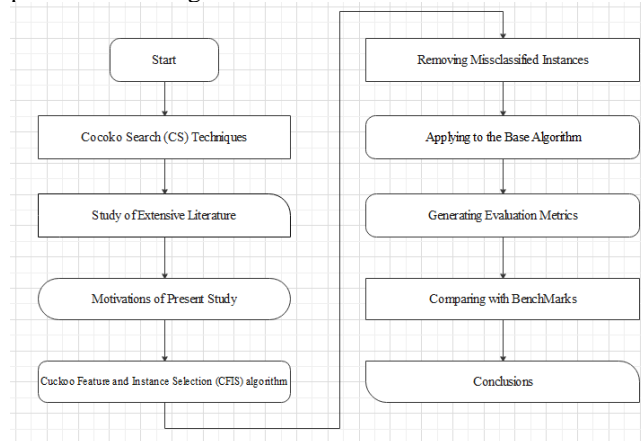 Start
Cocoko Search (CS) Techniques
Study of Extensive Literature
Motivations of Present Study
Cuckoo Feature and Instance Selection (CFIS) algorithm
Removing Missclassified Instances
Applying to the Base Algorithm
Generating Evaluation Metrics
Comparing with BenchMarks
Conclusions